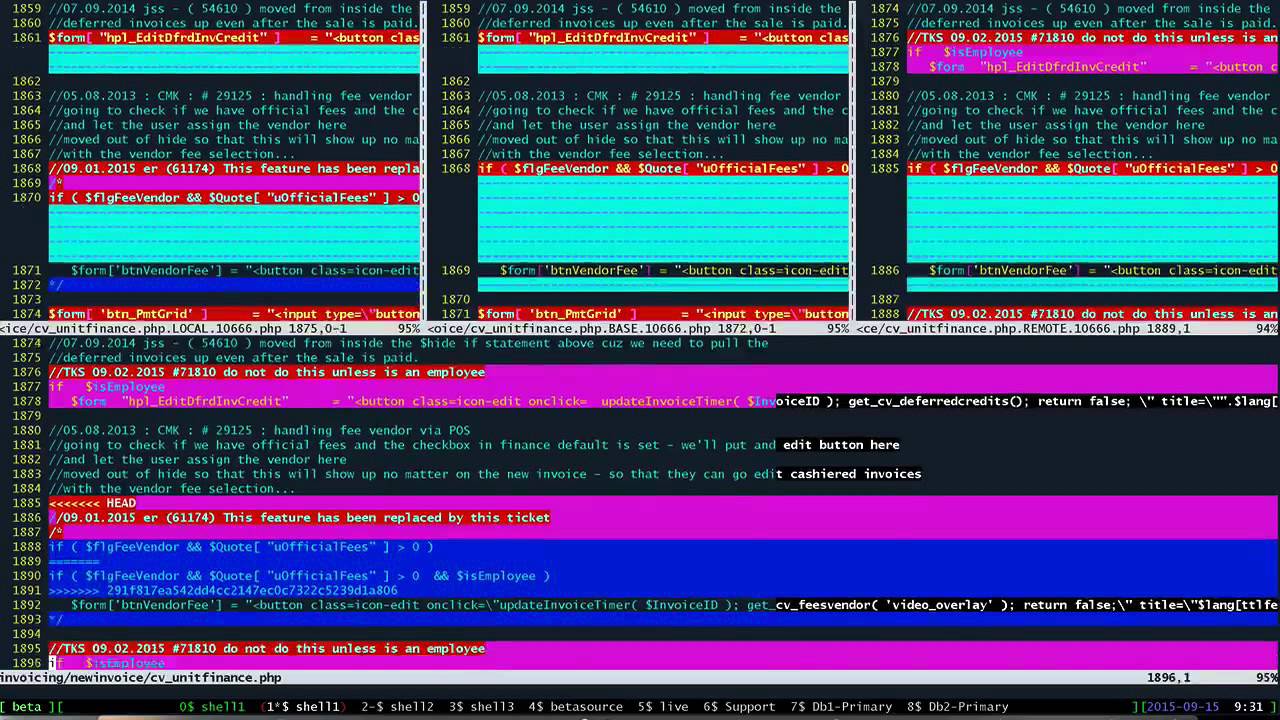 1859 //07.09.2014 jss - ( 54610 ) moved from inside the
1860 //deferred invoices up even after the sale is paid.
1861 $form[ "hpl_EditDfrdInvCredit" ] = "<button clas
1862
1863 //05.08.2013 : CMK : # 29125 : handling fee vendor
1864 //going to check if we have official fees and the c
1865 //and let the user assign the vendor here
1866 //moved out of hide so that this will show up no ma
1867 //with the vendor fee selection...
1868 //09.01.2015 er (61174) This feature has been repla
1869 /*
1870 if ( $flgFeeVendor && $Quote[ "uOfficialFees" ] > 0
1871 $form['btnVendorFee'] = "<button class=icon-edit
1872 */
1873
1874 $form[ 'btn_PmtGrid' ] = "<input type=\"button
<ice/cv_unitfinance.php.LOCAL.10666.php 1875,0-1 95%
1859 //07.09.2014 jss - ( 54610 ) moved from inside the
1860 //deferred invoices up even after the sale is paid.
1861 $form[ "hpl_EditDfrdInvCredit" ] = "<button clas
1862
1863 //05.08.2013 : CMK : # 29125 : handling fee vendor
1864 //going to check if we have official fees and the c
1865 //and let the user assign the vendor here
1866 //moved out of hide so that this will show up no ma
1867 //with the vendor fee selection...
1868 if ( $flgFeeVendor && $Quote[ "uOfficialFees" ] > 0
1869 $form['btnVendorFee'] = "<button class=icon-edit
1870
1871 $form[ 'btn_PmtGrid' ] = "<input type=\"button
<oice/cv_unitfinance.php.BASE.10666.php 1872,0-1 95%
1874 //07.09.2014 jss - ( 54610 ) moved from inside the
1875 //deferred invoices up even after the sale is paid.
1876 //TKS 09.02.2015 #71810 do not do this unless is an
1877 if $isEmployee
1878 $form "hpl_EditDfrdInvCredit" = "<button c
1879
1880 //05.08.2013 : CMK : # 29125 : handling fee vendor
1881 //going to check if we have official fees and the c
1882 //and let the user assign the vendor here
1883 //moved out of hide so that this will show up no ma
1884 //with the vendor fee selection...
1885 if ( $flgFeeVendor && $Quote[ "uOfficialFees" ] > 0
1886 $form['btnVendorFee'] = "<button class=icon-edit
1887
1888 //TKS 09.02.2015 #71810 do not do this unless is an
<ce/cv_unitfinance.php.REMOTE.10666.php 1889,1 94%
1874 //07.09.2014 jss - ( 54610 ) moved from inside the $hide if statement above cuz we need to pull the
1875 //deferred invoices up even after the sale is paid.
1876 //TKS 09.02.2015 #71810 do not do this unless is an employee
1877 if $isEmployee
1878 $form "hpl_EditDfrdInvCredit" = "<button class=icon-edit onclick= updateInvoiceTimer( $InvoiceID ); get_cv_deferredcredits(); return false; \" title=\"".$lang[
1879
1880 //05.08.2013 : CMK : # 29125 : handling fee vendor via POS
1881 //going to check if we have official fees and the checkbox in finance default is set - we'll put and edit button here
1882 //and let the user assign the vendor here
1883 //moved out of hide so that this will show up no matter on the new invoice - so that they can go edit cashiered invoices
1884 //with the vendor fee selection...
1885 <<<<<<< HEAD
1886 //09.01.2015 er (61174) This feature has been replaced by this ticket
1887 /*
1888 if ( $flgFeeVendor && $Quote[ "uOfficialFees" ] > 0 )
1889 =======
1890 if ( $flgFeeVendor && $Quote[ "uOfficialFees" ] > 0 && $isEmployee )
1891 >>>>>>> 291f817ea542dd4cc2147ec0c7322c5239d1a806
1892 $form['btnVendorFee'] = "<button class=icon-edit onclick=\"updateInvoiceTimer( $InvoiceID ); get_cv_feesvendor( 'video_overlay' ); return false;\" title=\"$lang[ttlfe
1893 */
1894
1895 //TKS 09.02.2015 #71810 do not do this unless is an employee
1896 if $isEmployee
invoicing/newinvoice/cv_unitfinance.php 1896,1 95%
[ beta ][ 0$ shell1 (1*$ shell1) 2-$ shell2 3$ shell3 4$ betasource 5$ live 6$ Support 7$ Db1-Primary 8$ Db2-Primary ][2015-09-15 9:31 ]